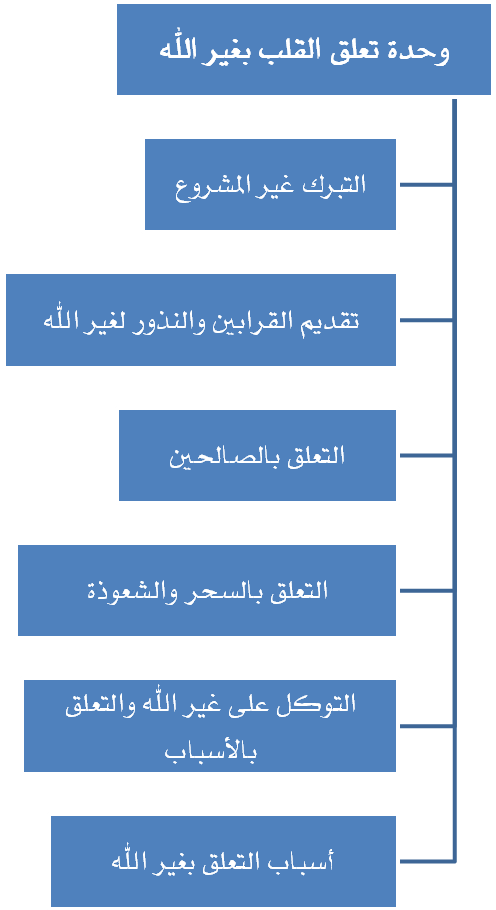 وحدة تعلق القلب بغير الله
التبرك غير المشروع
تقديم القرابين والنذور لغير الله
التعلق بالصالحين
التعلق بالسحر والشعوذة
التوكل على غير الله والتعلق
بالأسباب
أسباب التعلق بغير الله